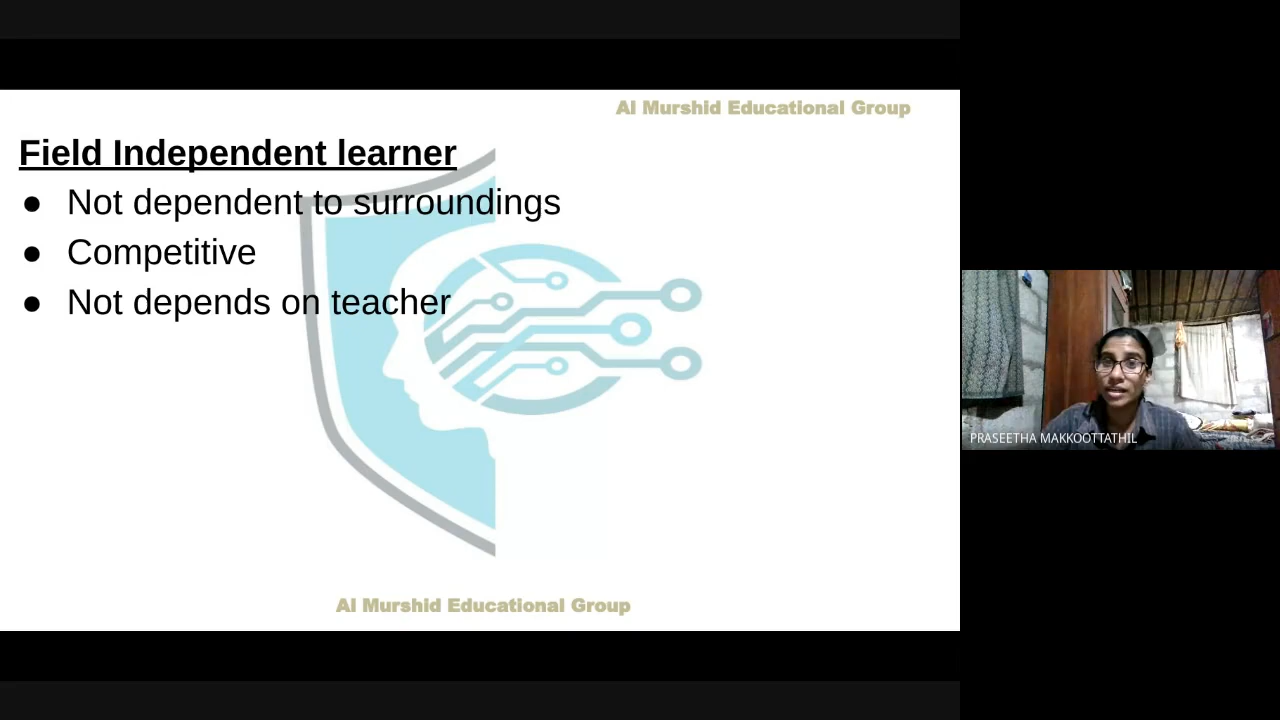 Al Murshid Educational Group
Field Independent learner
● Not dependent to surroundings
● Competitive
● Not depends on teacher
Al Murshid Educational Group
PRASEETHA MAKKOOTTATHIL